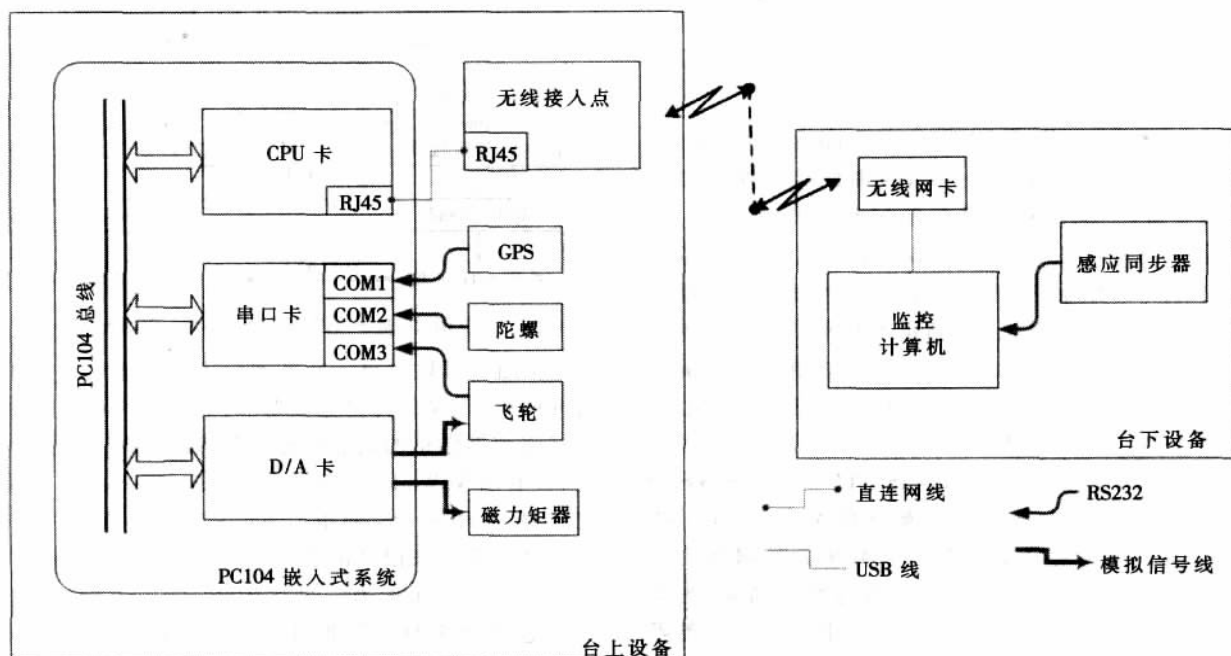 无线接入点
RJ45
CPU 卡
RJ45
PC104 总线
串口卡
COM1
COM2
COM3
GPS
陀螺
飞轮
D/A 卡
磁力矩器
PC104 嵌入式系统
台上设备
无线网卡
感应同步器
监控
计算机
台下设备
直连网线
RS232
USB 线
模拟信号线